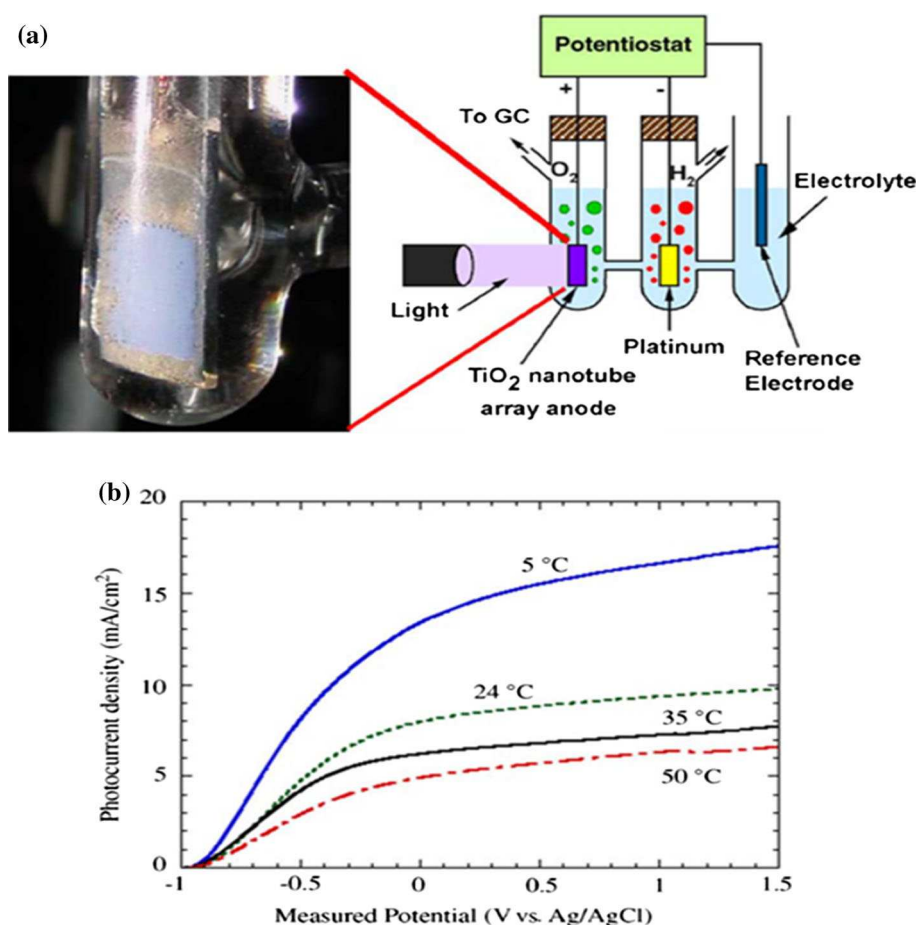 (a)
Potentiostat
+
-
To GC
O2
H2
Electrolyte
Light
Platinum
TiO2 nanotube
array anode
Reference
Electrode
(b)
20
15
10
5
0
Photocurrent density (mA/cm²)
5 °C
24 °C
35 °C
50 °C
-1
-0.5
0
0.5
1
1.5
Measured Potential (V vs. Ag/AgCl)